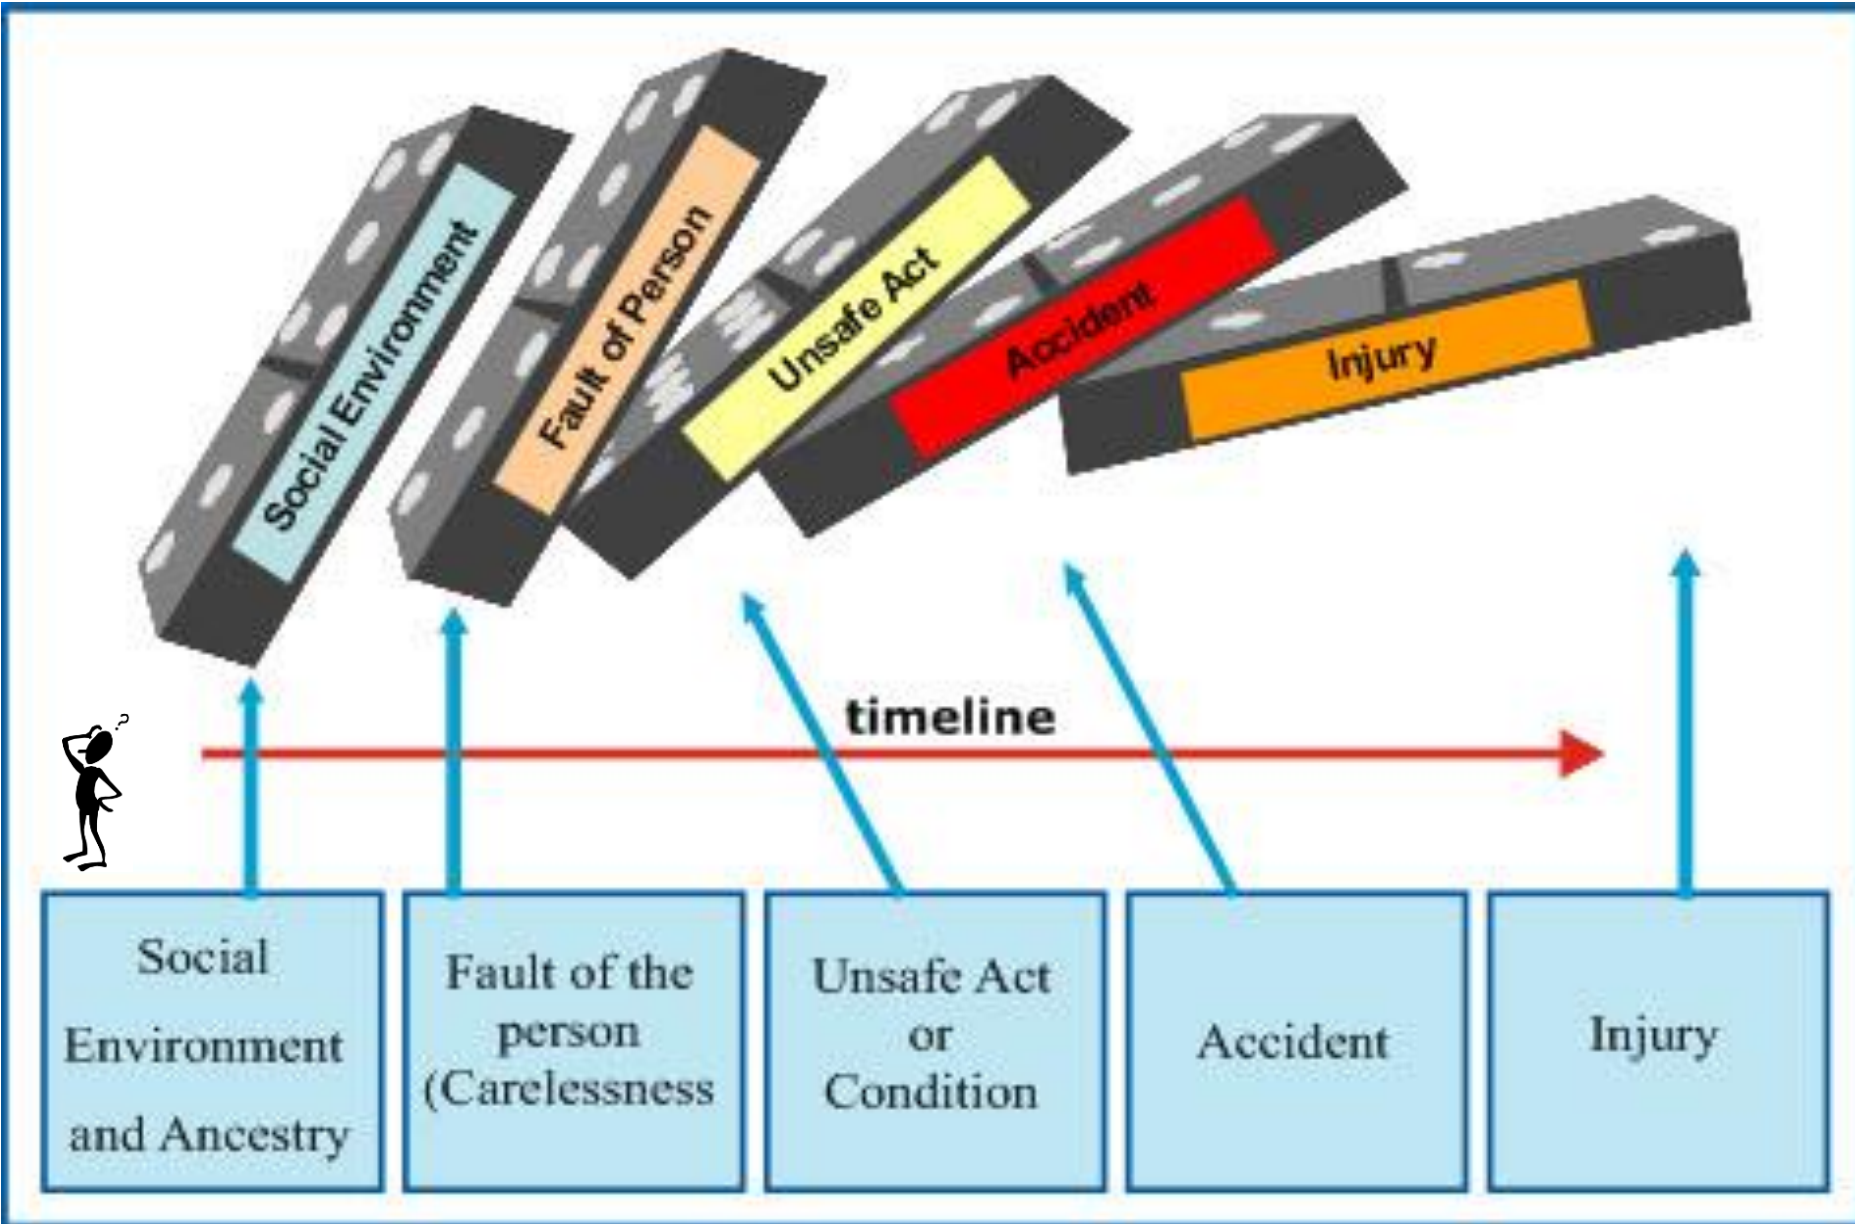 Social Environment
Fault of Person
Unsafe Act
Accident
Injury
timeline
?
Social
Environment
and Ancestry
Fault of the
person
(Carelessness
Unsafe Act
or
Condition
Accident
Injury